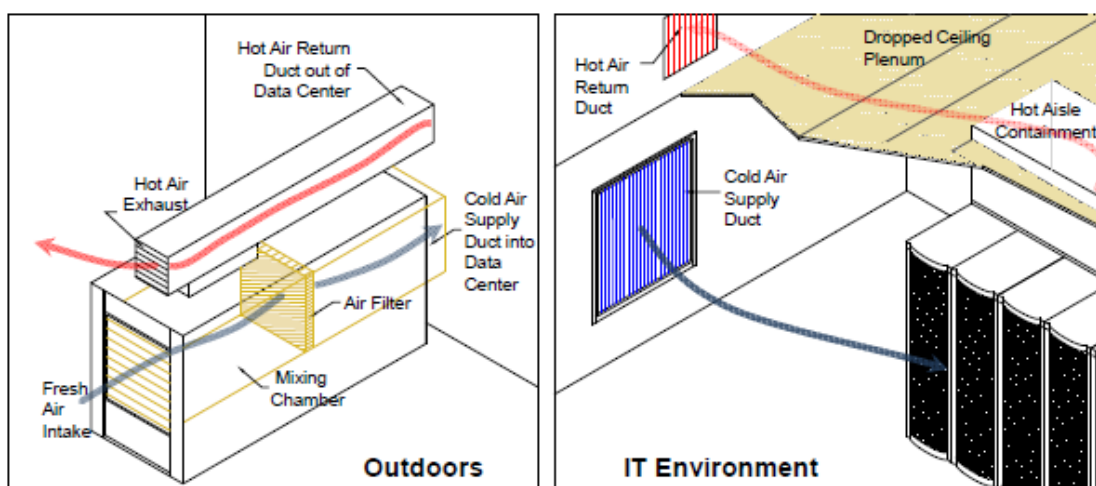 Hot Air Return
Duct out of
Data Center
Hot Air
Exhaust
Cold Air
Supply
Duct into
Data
Center
Air Filter
Mixing
Chamber
Fresh
Air
Intake
Outdoors
Hot Air
Return
Duct
Dropped Ceiling
Plenum
Hot Aisle
Containment
Cold Air
Supply
Duct
IT Environment